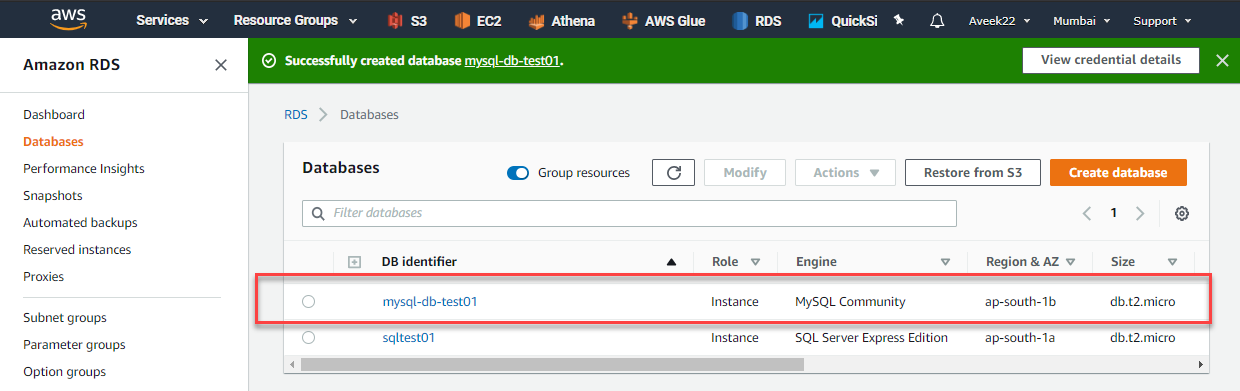 aws Services Resource Groups S3 EC2 Athena AWS Glue RDS QuickSi Aveek22 Mumbai Support
Amazon RDS
Successfully created database mysql-db-test01. View credential details
Dashboard
Databases
Performance Insights
Snapshots
Automated backups
Reserved instances
Proxies
Subnet groups
Parameter groups
Option groups
RDS Databases
Databases Group resources Modify Actions Restore from S3 Create database
Filter databases 1
DB identifier Role Engine Region & AZ Size
mysql-db-test01 Instance MySQL Community ap-south-1b db.t2.micro
sqltest01 Instance SQL Server Express Edition ap-south-1a db.t2.micro